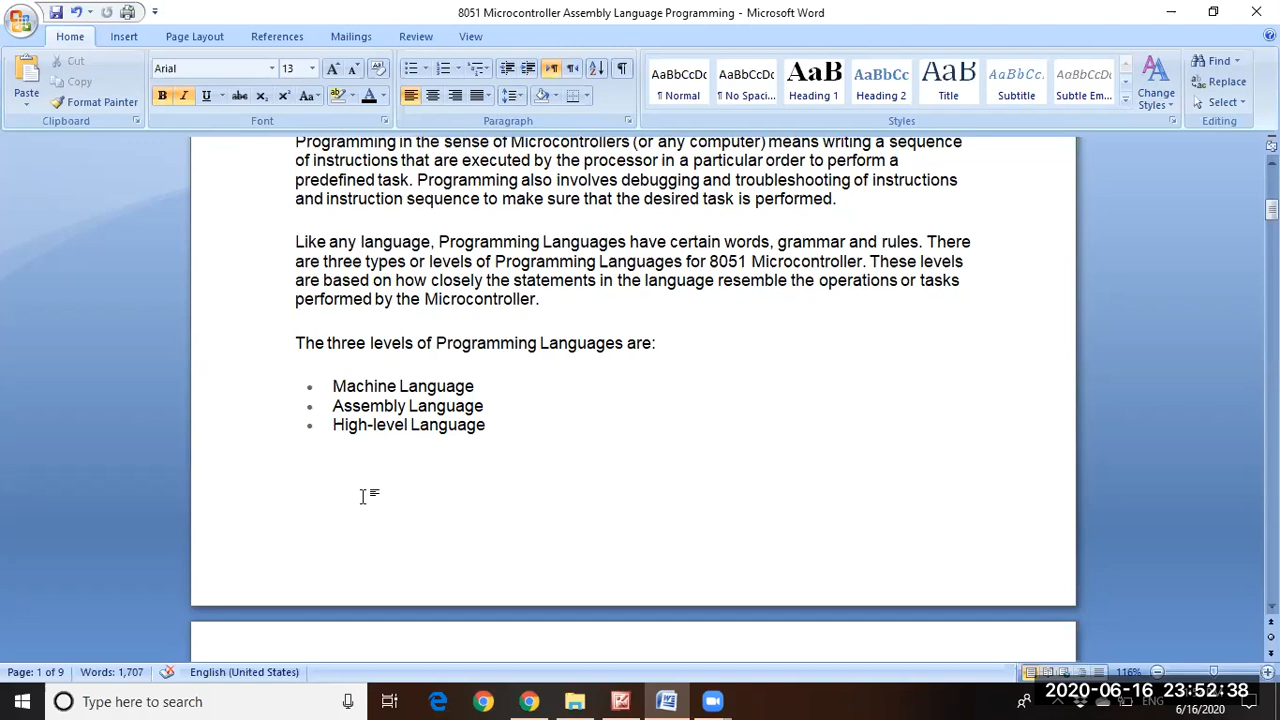 8051 Microcontroller Assembly Language Programming - Microsoft Word
Home Insert Page Layout References Mailings Review View
Paste
Cut
Copy
Format Painter
Clipboard
Arial 13
Font
Paragraph
AaBbCcDc AaBbCcDc AaB AaBbCc AaB AaBbCc. AaBbCcDc
¶ Normal ¶ No Spaci... Heading 1 Heading 2 Title Subtitle Subtle Em...
Change Styles
Styles
Find
Replace
Select
Editing
Programming in the sense of Microcontrollers (or any computer) means writing a sequence
of instructions that are executed by the processor in a particular order to perform a
predefined task. Programming also involves debugging and troubleshooting of instructions
and instruction sequence to make sure that the desired task is performed.
Like any language, Programming Languages have certain words, grammar and rules. There
are three types or levels of Programming Languages for 8051 Microcontroller. These levels
are based on how closely the statements in the language resemble the operations or tasks
performed by the Microcontroller.
The three levels of Programming Languages are:
• Machine Language
• Assembly Language
• High-level Language
Page: 1 of 9 Words: 1,707 English (United States) 116%
Type here to search
2020-06-16 23:52:38
ENG
6/16/2020